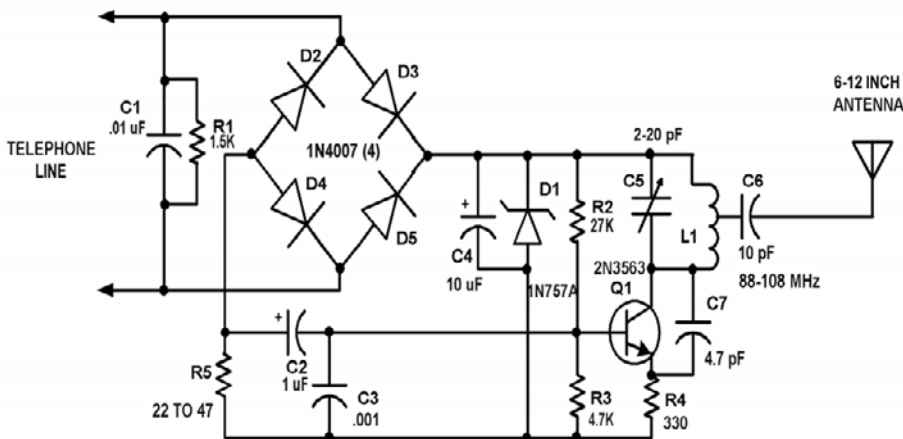 D2
D3
6-12 INCH
ANTENNA
C1
.01 uF
R1
1.5K
TELEPHONE
LINE
1N4007 (4)
2-20 pF
D4
D5
+
C4
10 uF
D1
1N757A
R2
27K
C5
L1
C6
10 pF
88-108 MHz
2N3563
Q1
C7
4.7 pF
+
C2
1 uF
R5
22 TO 47
C3
.001
R3
4.7K
R4
330